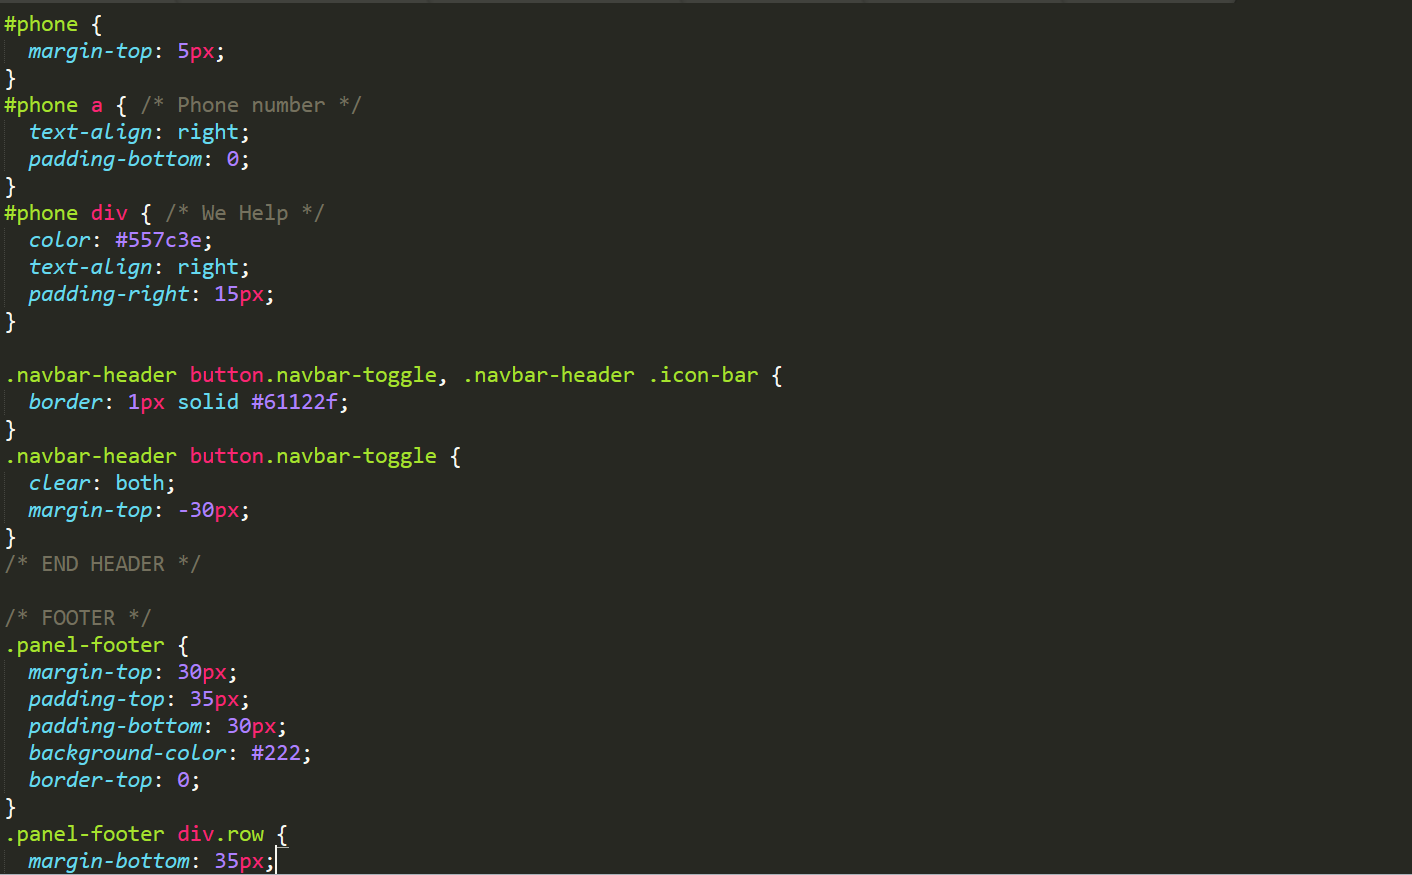 #phone {
  margin-top: 5px;
}
#phone a { /* Phone number */
  text-align: right;
  padding-bottom: 0;
}
#phone div { /* We Help */
  color: #557c3e;
  text-align: right;
  padding-right: 15px;
}

.navbar-header button.navbar-toggle, .navbar-header .icon-bar {
  border: 1px solid #61122f;
}
.navbar-header button.navbar-toggle {
  clear: both;
  margin-top: -30px;
}
/* END HEADER */

/* FOOTER */
.panel-footer {
  margin-top: 30px;
  padding-top: 35px;
  padding-bottom: 30px;
  background-color: #222;
  border-top: 0;
}
.panel-footer div.row {
  margin-bottom: 35px;